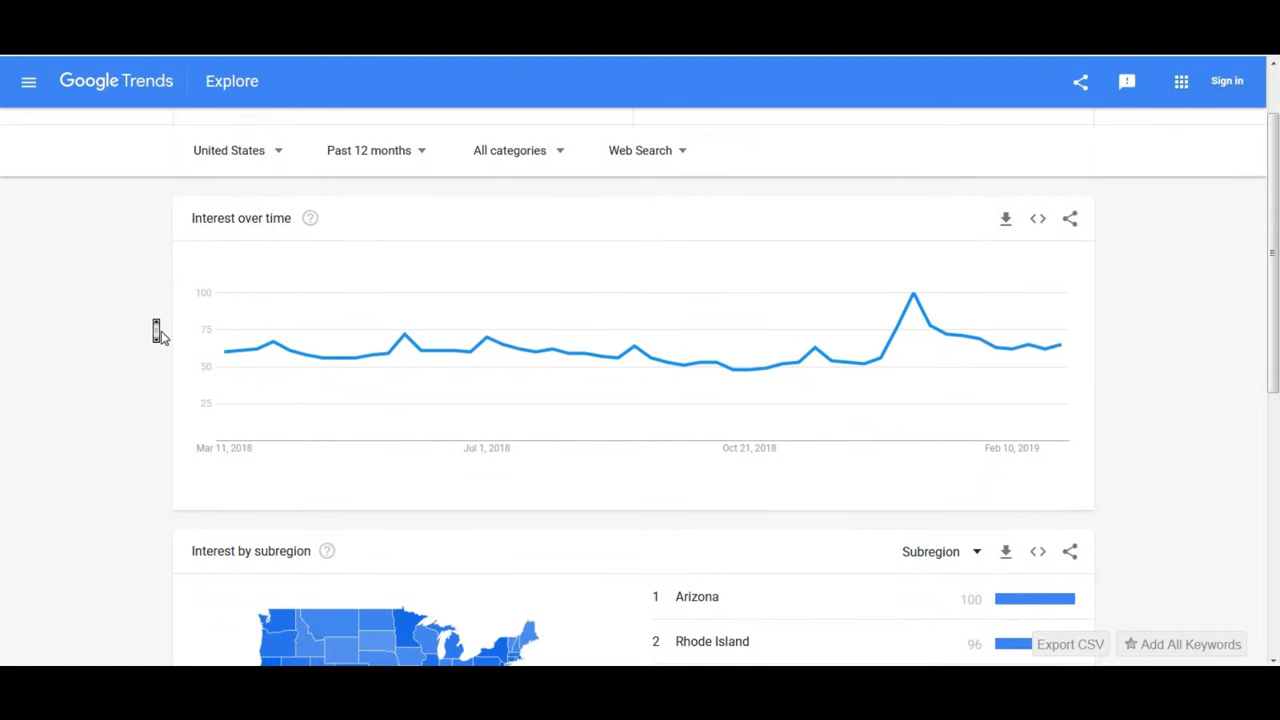 Google Trends Explore Sign in
United States Past 12 months All categories Web Search
Interest over time
100
75
50
25
Mar 11, 2018 Jul 1, 2018 Oct 21, 2018 Feb 10, 2019
Interest by subregion Subregion
1 Arizona 100
2 Rhode Island 96
Export CSV Add All Keywords